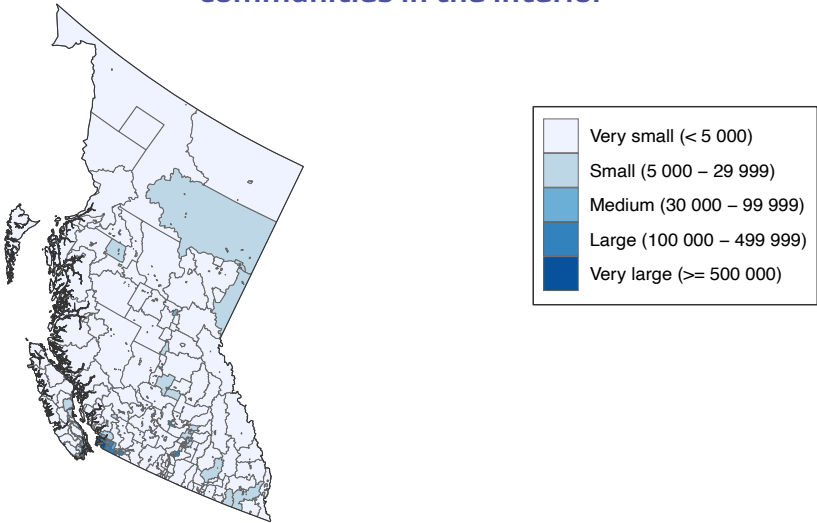 communities in the interior
Very small (< 5 000)
Small (5 000 – 29 999)
Medium (30 000 – 99 999)
Large (100 000 – 499 999)
Very large (>= 500 000)